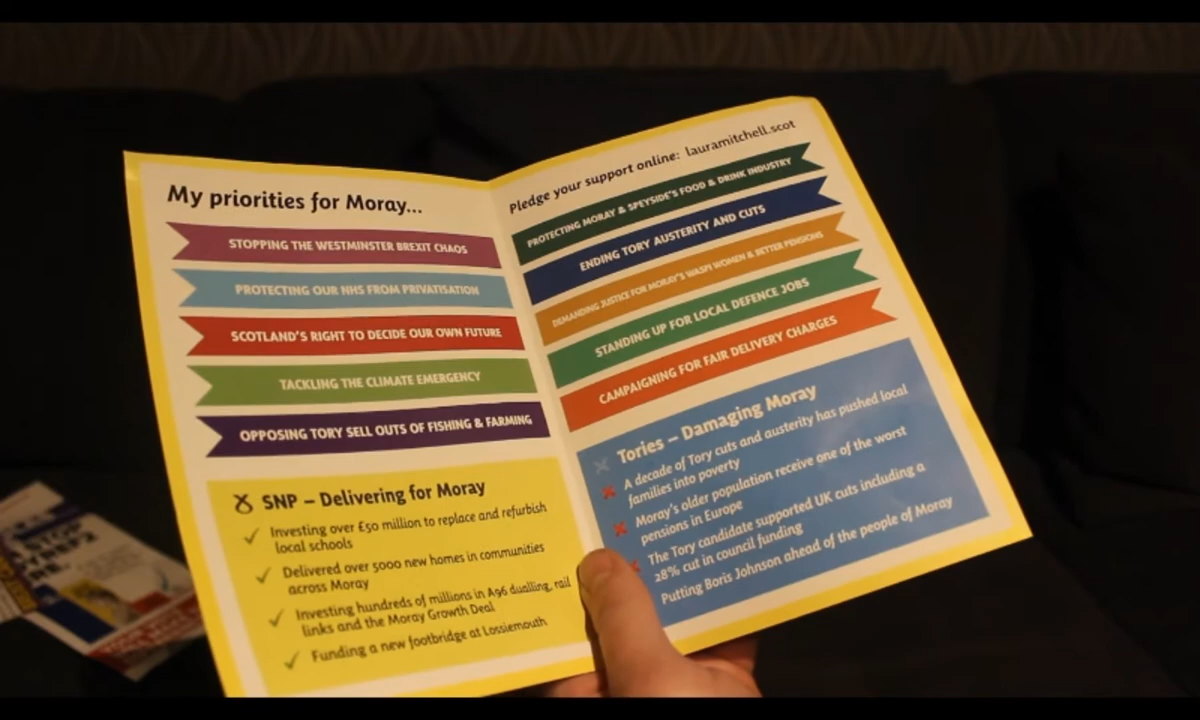 My priorities for Moray...
STOPPING THE WESTMINSTER BREXIT CHAOS
PROTECTING OUR NHS FROM PRIVATISATION
SCOTLAND'S RIGHT TO DECIDE OUR OWN FUTURE
TACKLING THE CLIMATE EMERGENCY
OPPOSING TORY SELL OUTS OF FISHING & FARMING
SNP – Delivering for Moray
Investing over £50 million to replace and refurbish
local schools
Delivered over 5000 new homes in communities
across Moray
Investing hundreds of millions in A96 dualling, rail
links and the Moray Growth Deal
Funding a new footbridge at Lossiemouth
Pledge your support online: lauramitchell.scot
PROTECTING MORAY & SPEYSIDE'S FOOD & DRINK INDUSTRY
ENDING TORY AUSTERITY AND CUTS
DEMANDING JUSTICE FOR MORAY'S WASPI WOMEN & BETTER PENSIONS
STANDING UP FOR LOCAL DEFENCE JOBS
CAMPAIGNING FOR FAIR DELIVERY CHARGES
Tories – Damaging Moray
A decade of Tory cuts and austerity has pushed local
families into poverty
Moray's older population receive one of the worst
pensions in Europe
The Tory candidate supported UK cuts including a
28% cut in council funding
Putting Boris Johnson ahead of the people of Moray
STOP